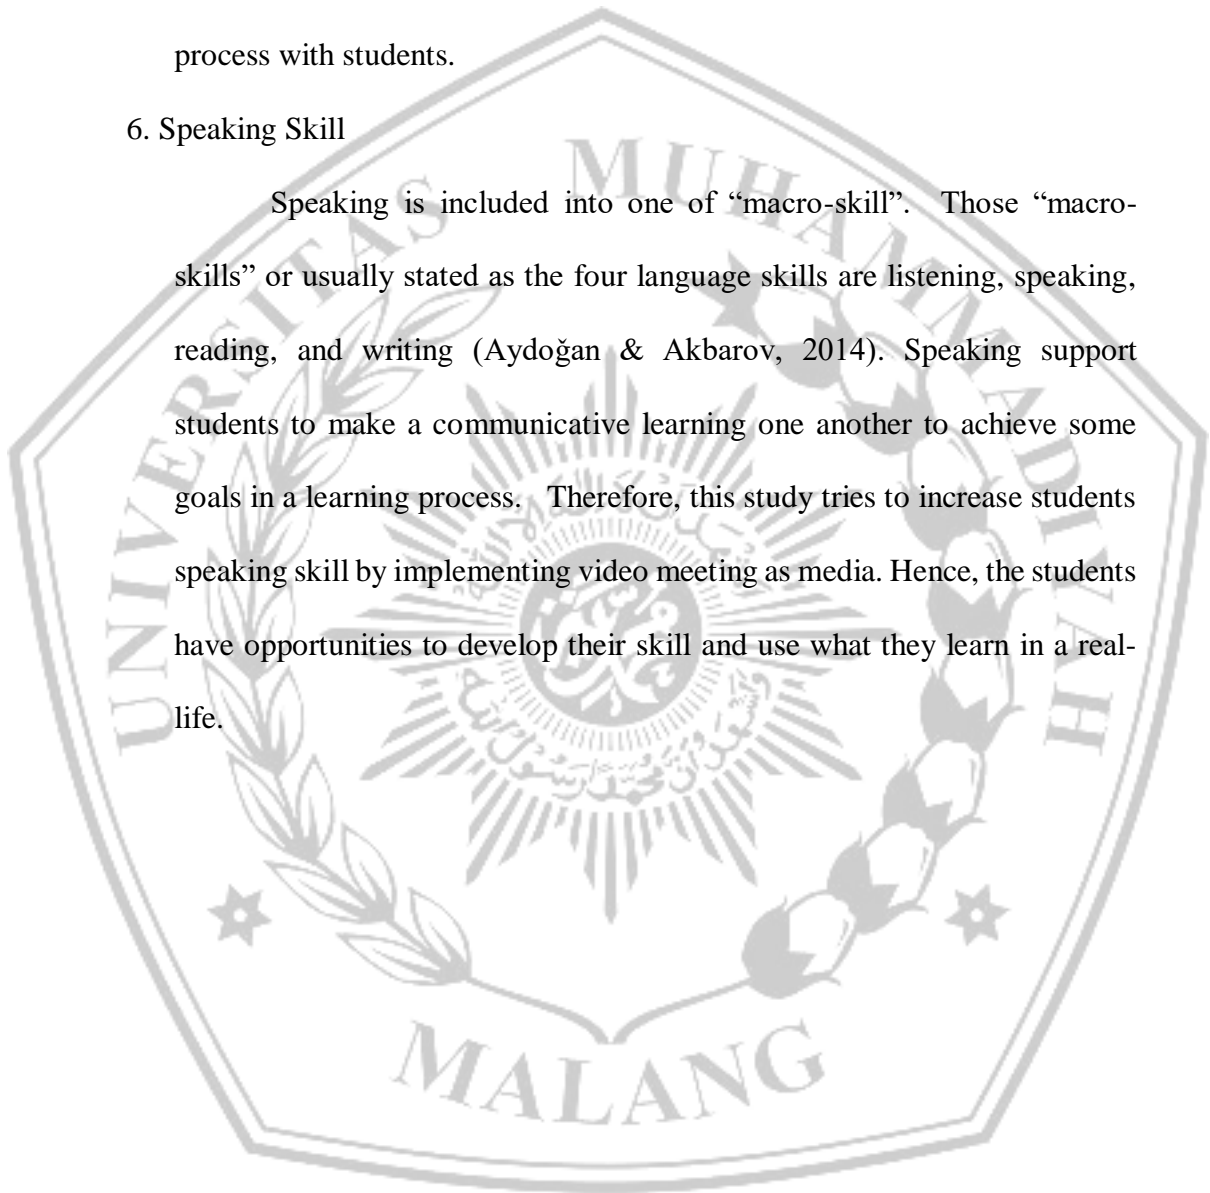 process with students.
6. Speaking Skill
Speaking is included into one of “macro-skill”. Those “macro-
skills” or usually stated as the four language skills are listening, speaking,
reading, and writing (Aydoğan & Akbarov, 2014). Speaking support
students to make a communicative learning one another to achieve some
goals in a learning process. Therefore, this study tries to increase students
speaking skill by implementing video meeting as media. Hence, the students
have opportunities to develop their skill and use what they learn in a real-
life.
UNIVERSITAS MUHAMMADIYAH
MALANG